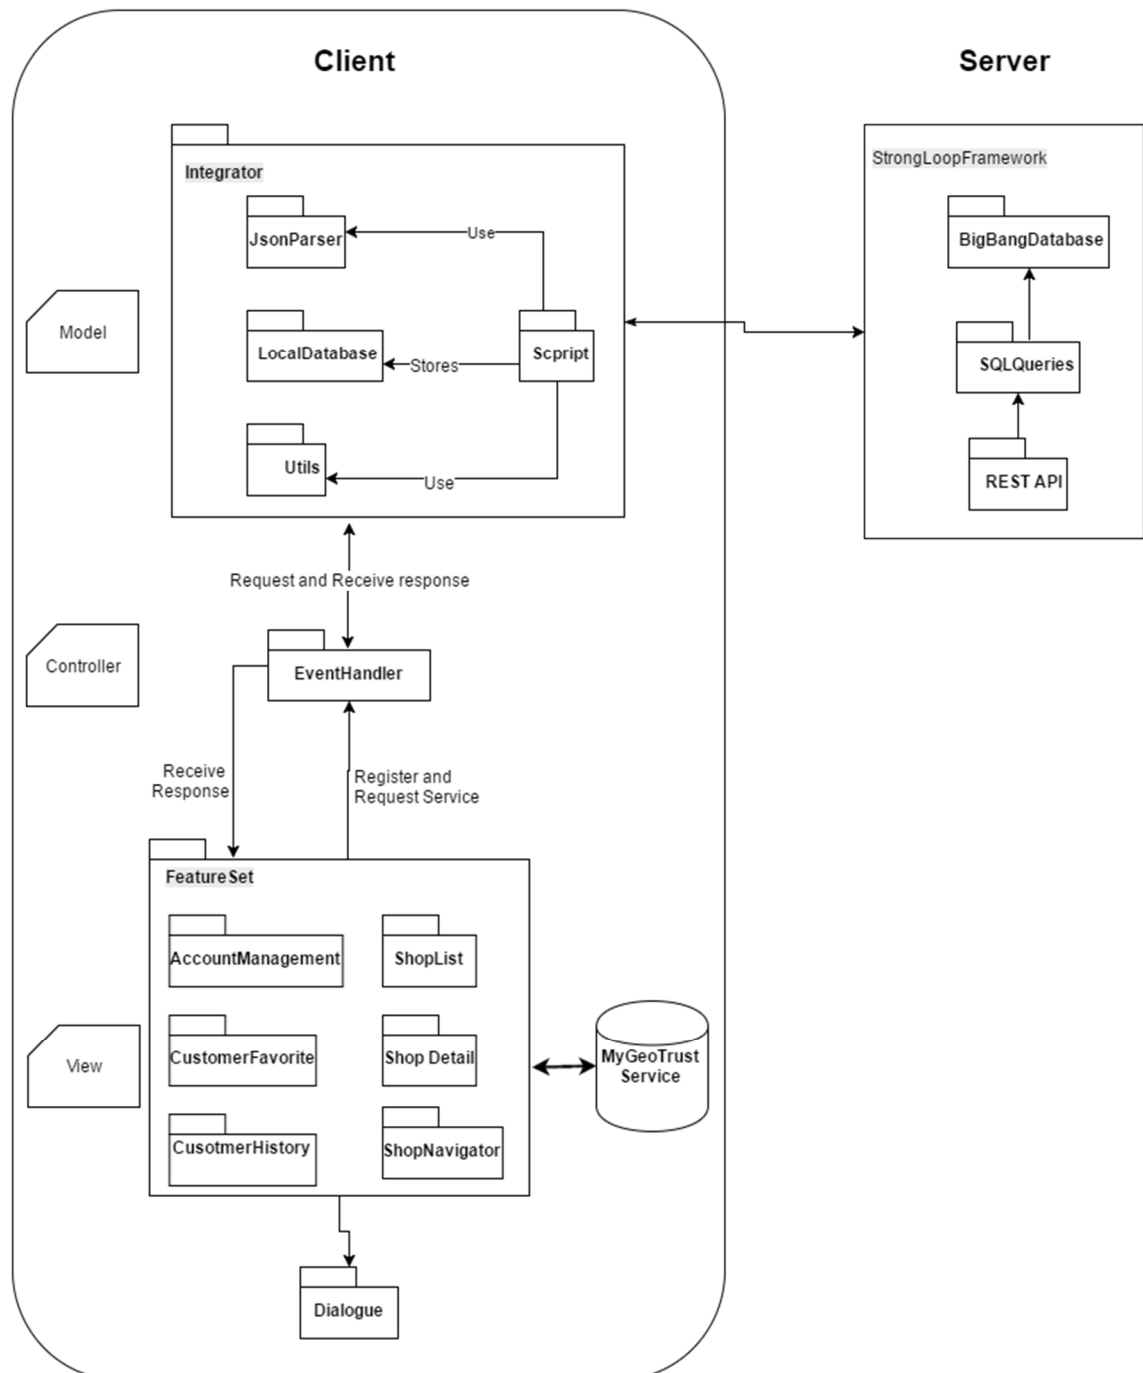 Client
Server
Integrator
StrongLoopFramework
JsonParser
Use
BigBangDatabase
Model
LocalDatabase
Stores
Scpript
SQLQueries
Utils
Use
REST API
Request and Receive response
Controller
EventHandler
Receive
Response
Register and
Request Service
FeatureSet
AccountManagement
ShopList
View
CustomerFavorite
Shop Detail
MyGeoTrust
Service
CusotmerHistory
ShopNavigator
Dialogue